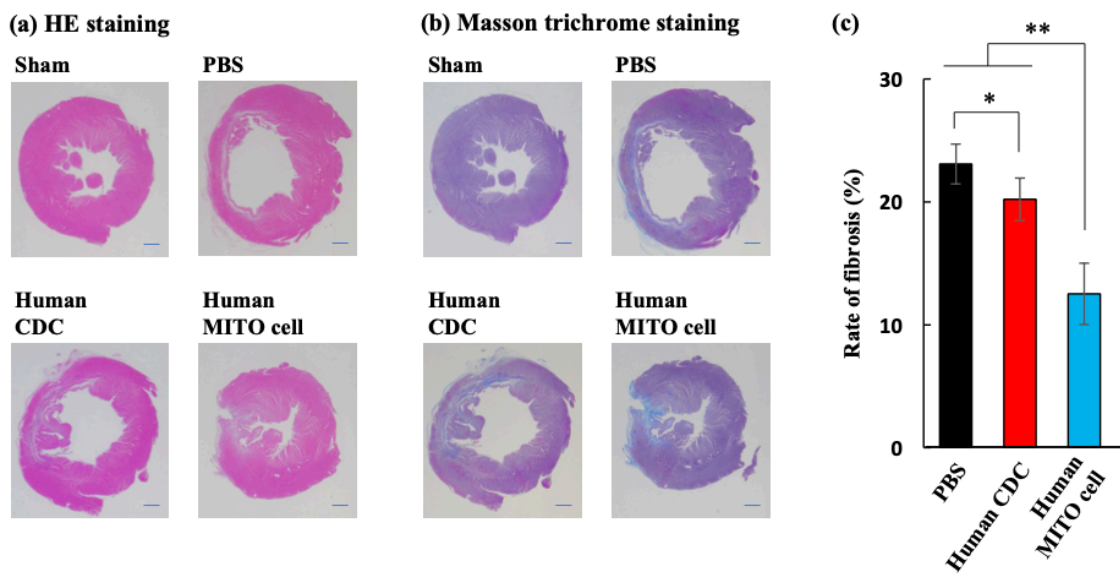 (a) HE staining
Sham
PBS
Human
CDC
Human
MITO cell
(b) Masson trichrome staining
Sham
PBS
Human
CDC
Human
MITO cell
(c)
**
*
Rate of fibrosis (%)
30
20
10
0
PBS
Human CDC
Human
MITO cell